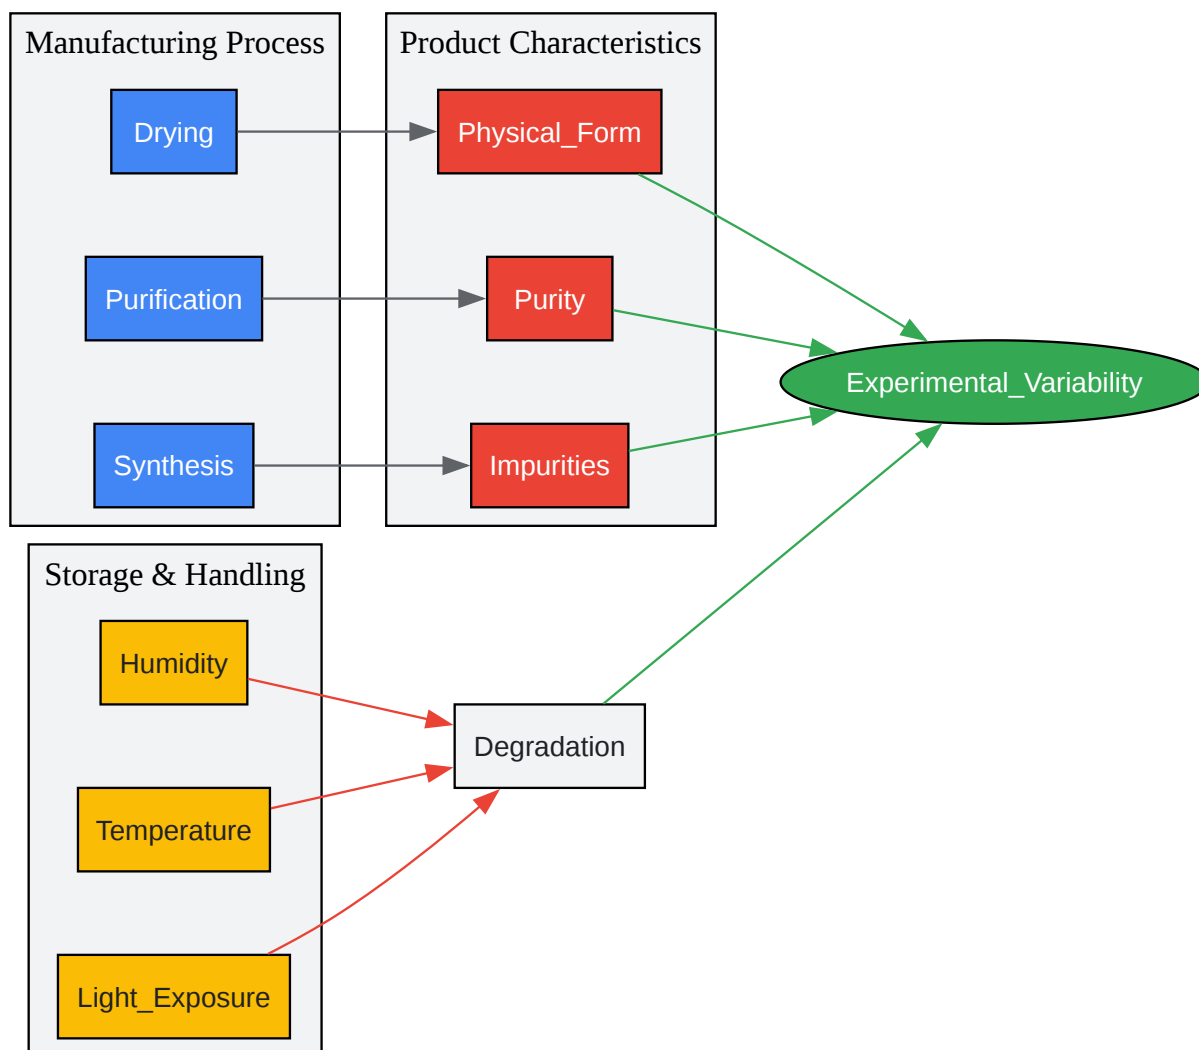 Manufacturing Process
Drying
Purification
Synthesis
Product Characteristics
Physical_Form
Purity
Impurities
Experimental_Variability
Storage & Handling
Humidity
Temperature
Light_Exposure
Degradation